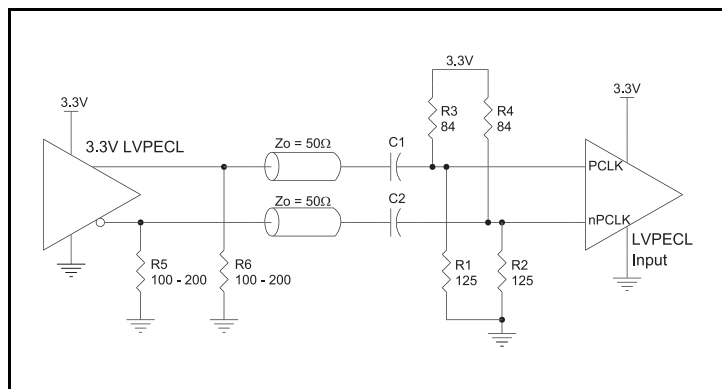 3.3V
3.3V LVPECL
Zo = 50Ω
Zo = 50Ω
C1
C2
3.3V
R3
84
R4
84
3.3V
PCLK
nPCLK
LVPECL
Input
R5
100 - 200
R6
100 - 200
R1
125
R2
125